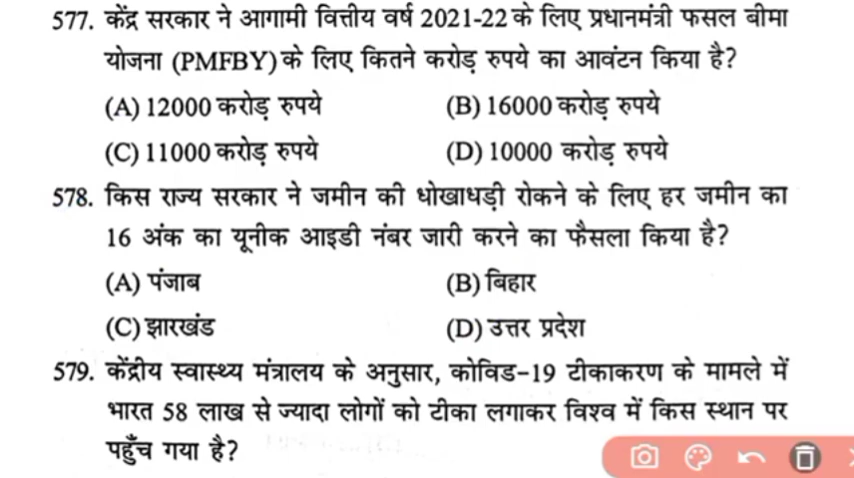 577. केंद्र सरकार ने आगामी वित्तीय वर्ष 2021-22 के लिए प्रधानमंत्री फसल बीमा
योजना (PMFBY) के लिए कितने करोड़ रुपये का आवंटन किया है?
(A) 12000 करोड़ रुपये (B) 16000 करोड़ रुपये
(C) 11000 करोड़ रुपये (D) 10000 करोड़ रुपये
578. किस राज्य सरकार ने जमीन की धोखाधड़ी रोकने के लिए हर जमीन का
16 अंक का यूनीक आइडी नंबर जारी करने का फैसला किया है?
(A) पंजाब (B) बिहार
(C) झारखंड (D) उत्तर प्रदेश
579. केंद्रीय स्वास्थ्य मंत्रालय के अनुसार, कोविड-19 टीकाकरण के मामले में
भारत 58 लाख से ज्यादा लोगों को टीका लगाकर विश्व में किस स्थान पर
पहुँच गया है?